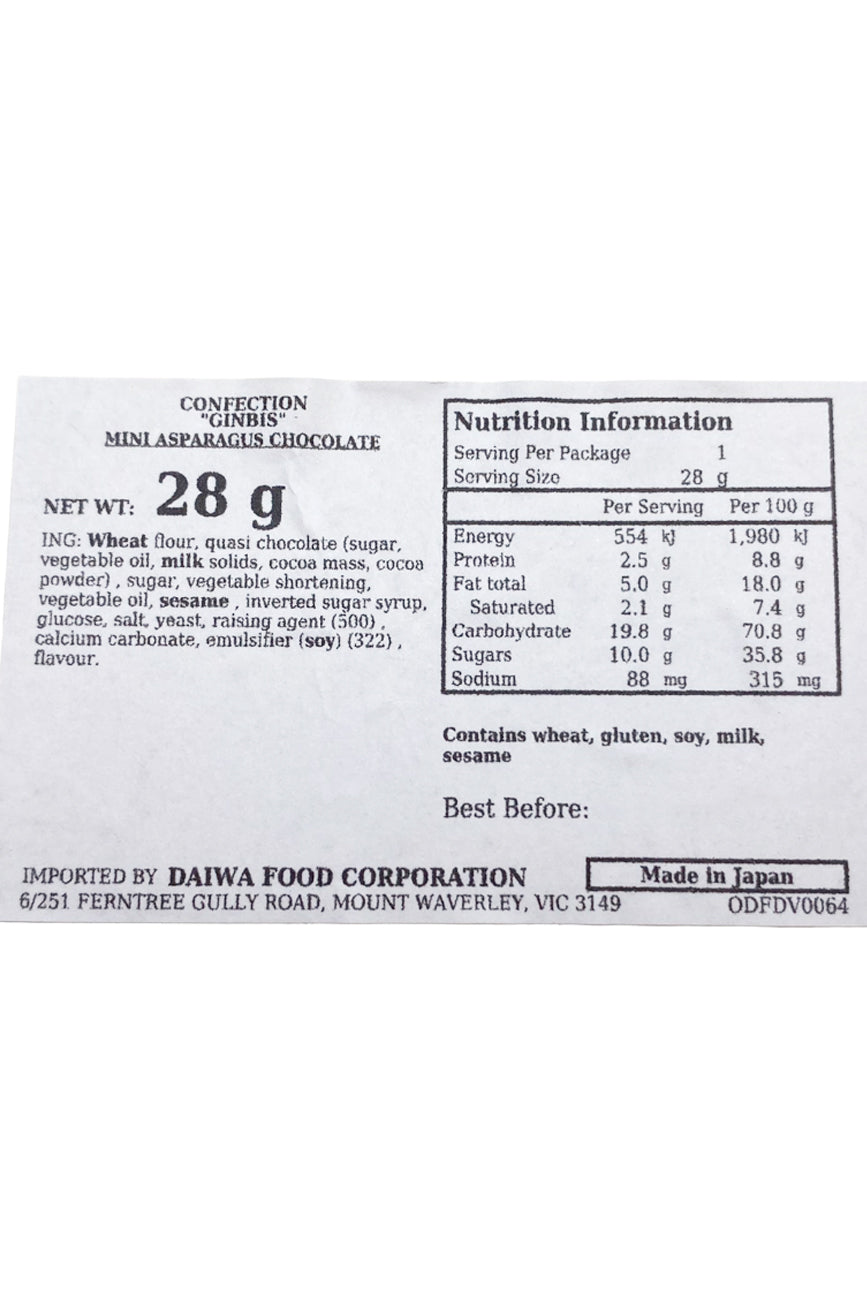 CONFECTION
"GINBIS"
MINI ASPARAGUS CHOCOLATE
NET WT: 28 g
ING: Wheat flour, quasi chocolate (sugar,
vegetable oil, milk solids, cocoa mass, cocoa
powder) , sugar, vegetable shortening,
vegetable oil, sesame , inverted sugar syrup,
glucose, salt, yeast, raising agent (500) ,
calcium carbonate, emulsifier (soy) (322) ,
flavour.
Nutrition Information
Serving Per Package 1
Serving Size 28 g
Per Serving Per 100 g
Energy 554 kJ 1,980 kJ
Protein 2.5 g 8.8 g
Fat total 5.0 g 18.0 g
Saturated 2.1 g 7.4 g
Carbohydrate 19.8 g 70.8 g
Sugars 10.0 g 35.8 g
Sodium 88 mg 315 mg
Contains wheat, gluten, soy, milk,
sesame
Best Before:
IMPORTED BY DAIWA FOOD CORPORATION
6/251 FERNTREE GULLY ROAD, MOUNT WAVERLEY, VIC 3149
Made in Japan
ODFDV0064